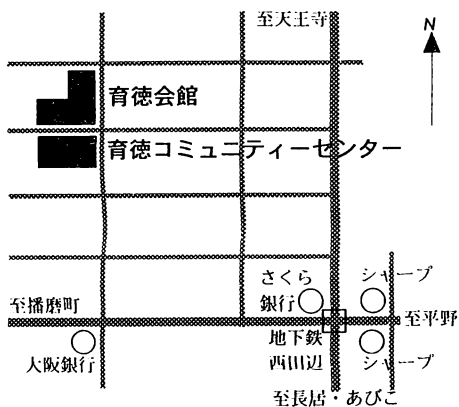 至天王寺
N
育徳会館
育徳コミュニティーセンター
さくら
銀行
シャープ
至播磨町
至平野
地下鉄
西田辺
大阪銀行
シャープ
至長居・あびこ